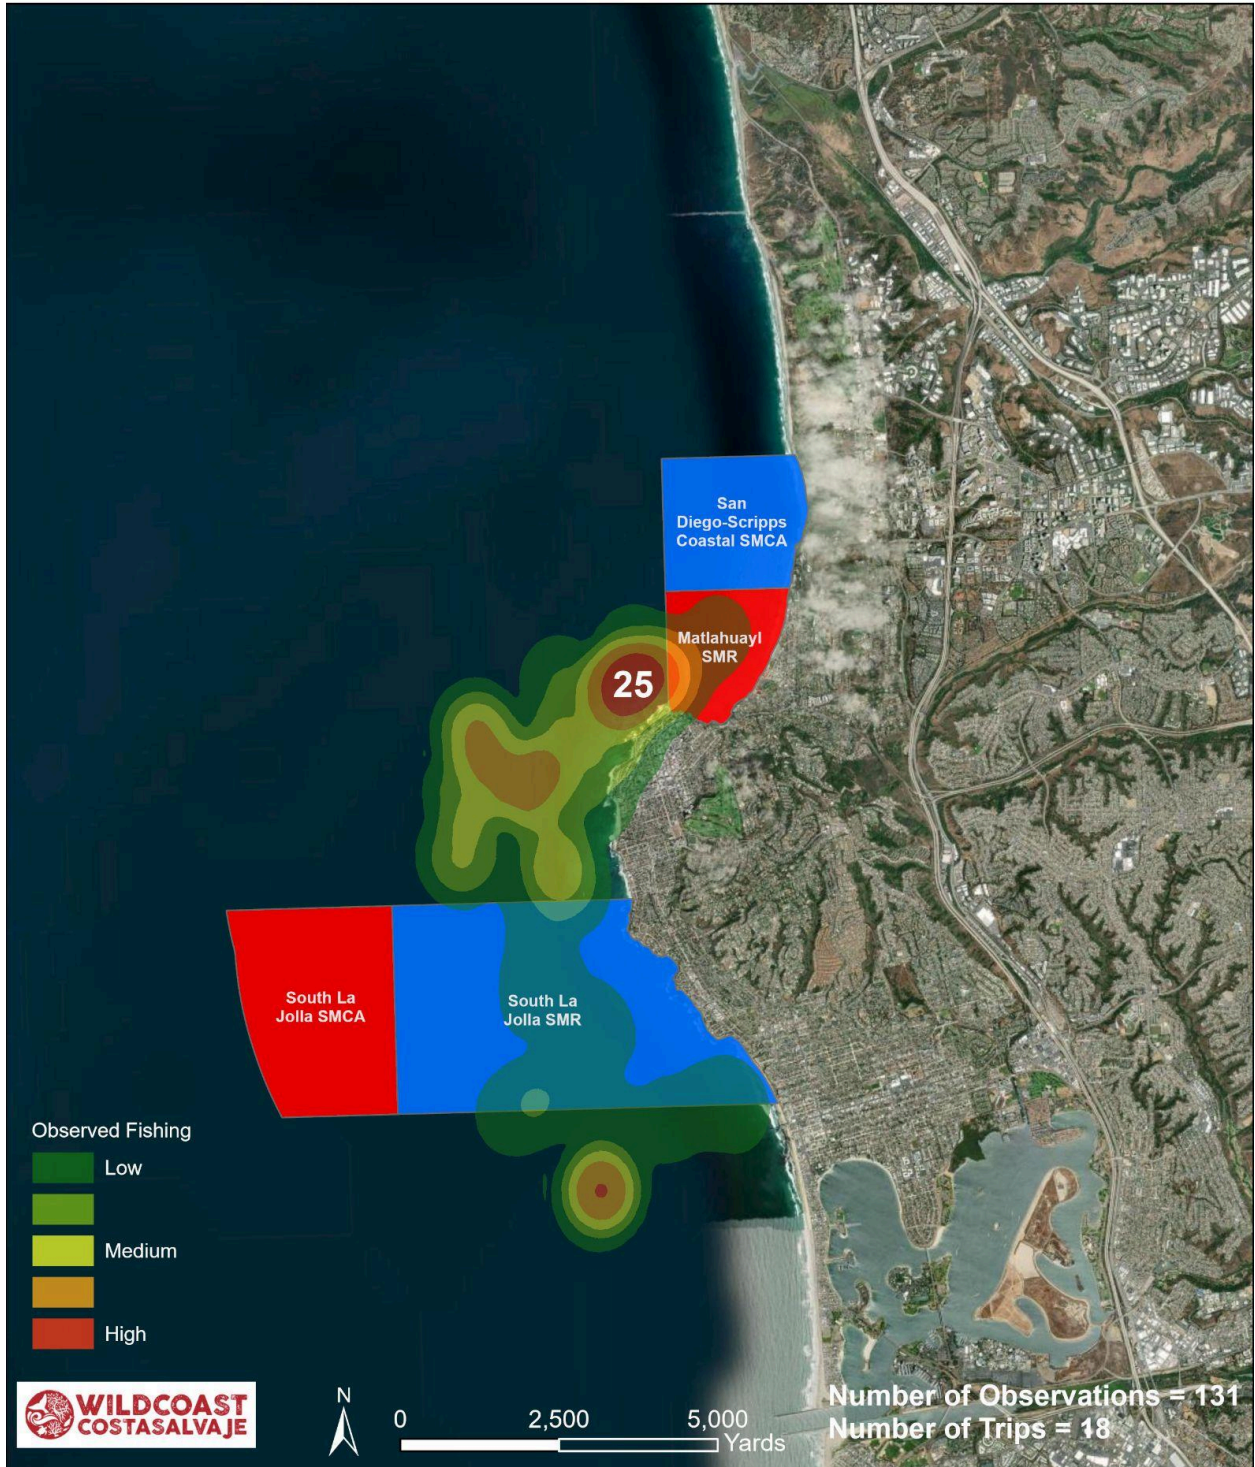 San
Diego-Scripps
Coastal SMCA
Matlahuayl
SMR
25
South La
Jolla SMCA
South La
Jolla SMR
Observed Fishing
Low
Medium
High
WILDCOAST
COSTASALVAJE
N
0 2,500 5,000
Yards
Number of Observations = 131
Number of Trips = 18